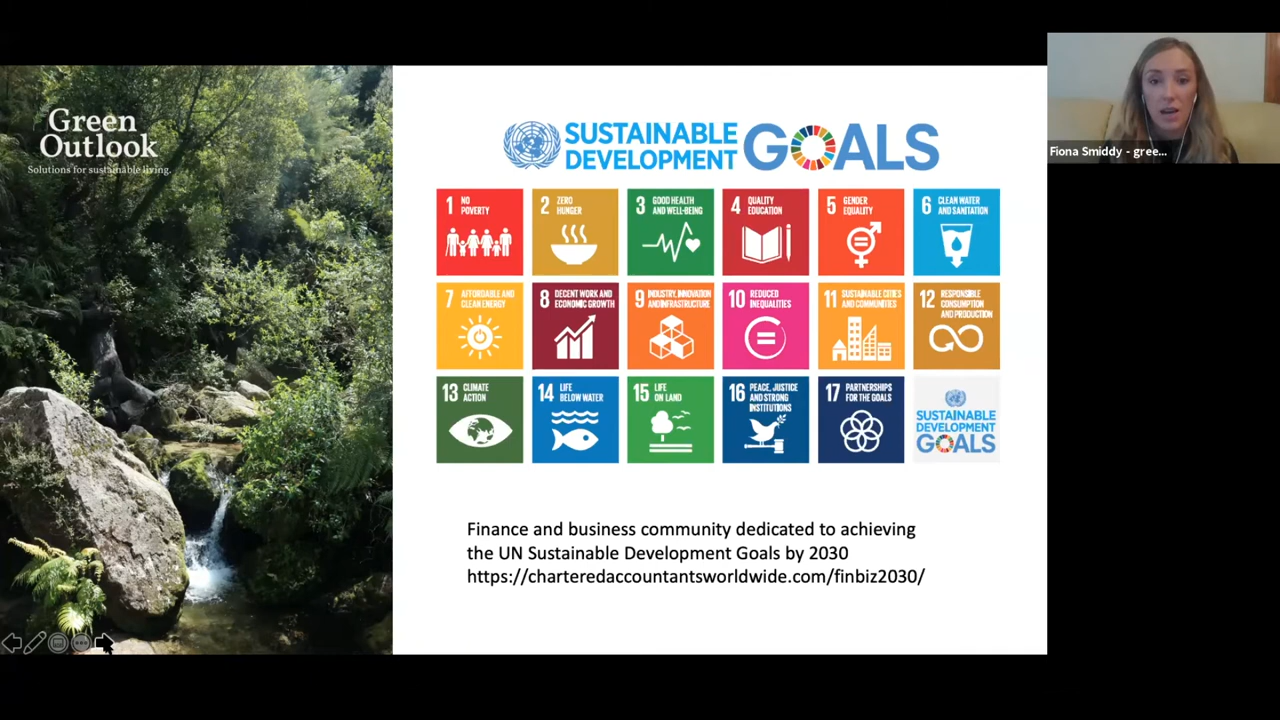 Green
Outlook
Solutions for sustainable living.
SUSTAINABLE
DEVELOPMENT
GOALS
1 NO
POVERTY
2 ZERO
HUNGER
3 GOOD HEALTH
AND WELL-BEING
4 QUALITY
EDUCATION
5 GENDER
EQUALITY
6 CLEAN WATER
AND SANITATION
7 AFFORDABLE AND
CLEAN ENERGY
8 DECENT WORK AND
ECONOMIC GROWTH
9 INDUSTRY, INNOVATION
AND INFRASTRUCTURE
10 REDUCED
INEQUALITIES
11 SUSTAINABLE CITIES
AND COMMUNITIES
12 RESPONSIBLE
CONSUMPTION
AND PRODUCTION
13 CLIMATE
ACTION
14 LIFE
BELOW WATER
15 LIFE
ON LAND
16 PEACE, JUSTICE
AND STRONG
INSTITUTIONS
17 PARTNERSHIPS
FOR THE GOALS
SUSTAINABLE
DEVELOPMENT
GOALS
Finance and business community dedicated to achieving
the UN Sustainable Development Goals by 2030
https://charteredaccountantsworldwide.com/finbiz2030/
Fiona Smiddy - gree...